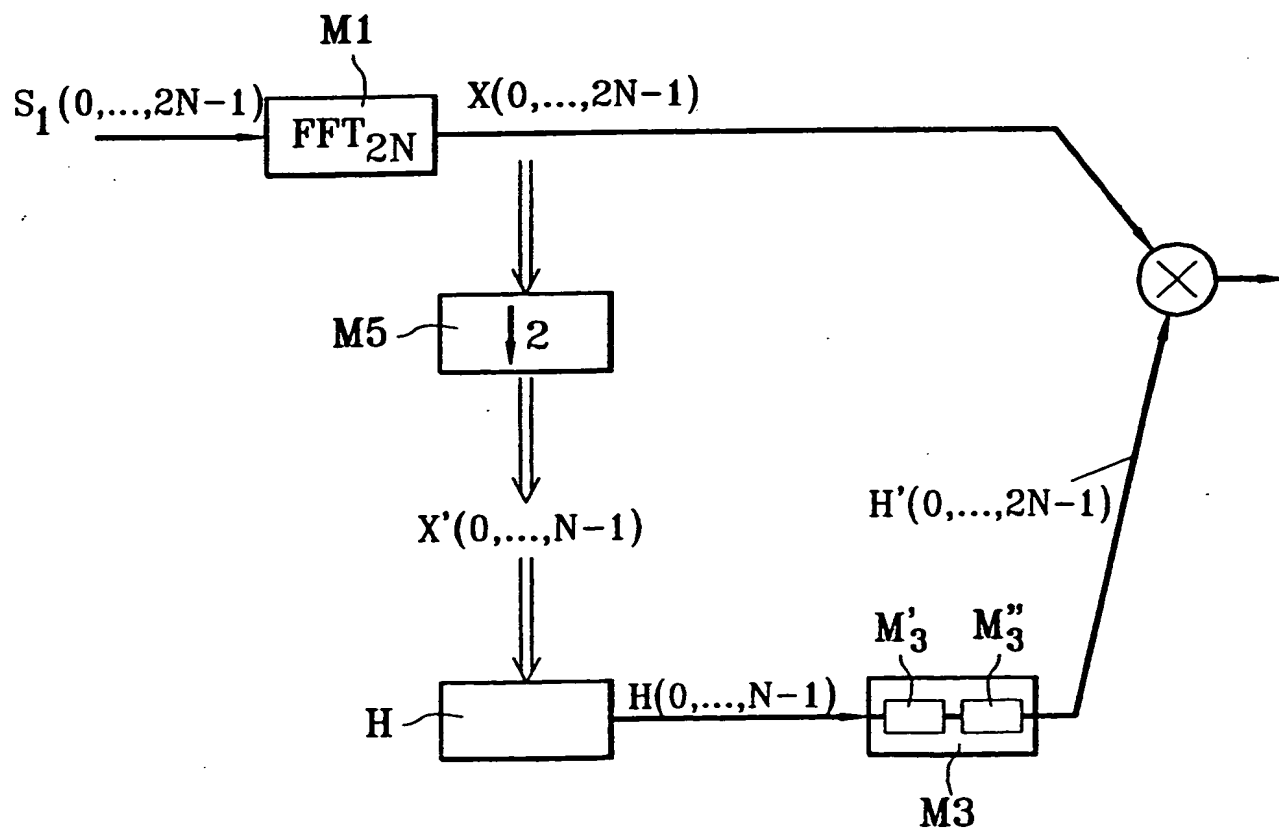 M1
S1 (0,...,2N−1)
X(0,...,2N−1)
FFT2N
M5
2
X'(0,...,N−1)
H'(0,...,2N−1)
M'3
M"3
H
H(0,...,N−1)
M3